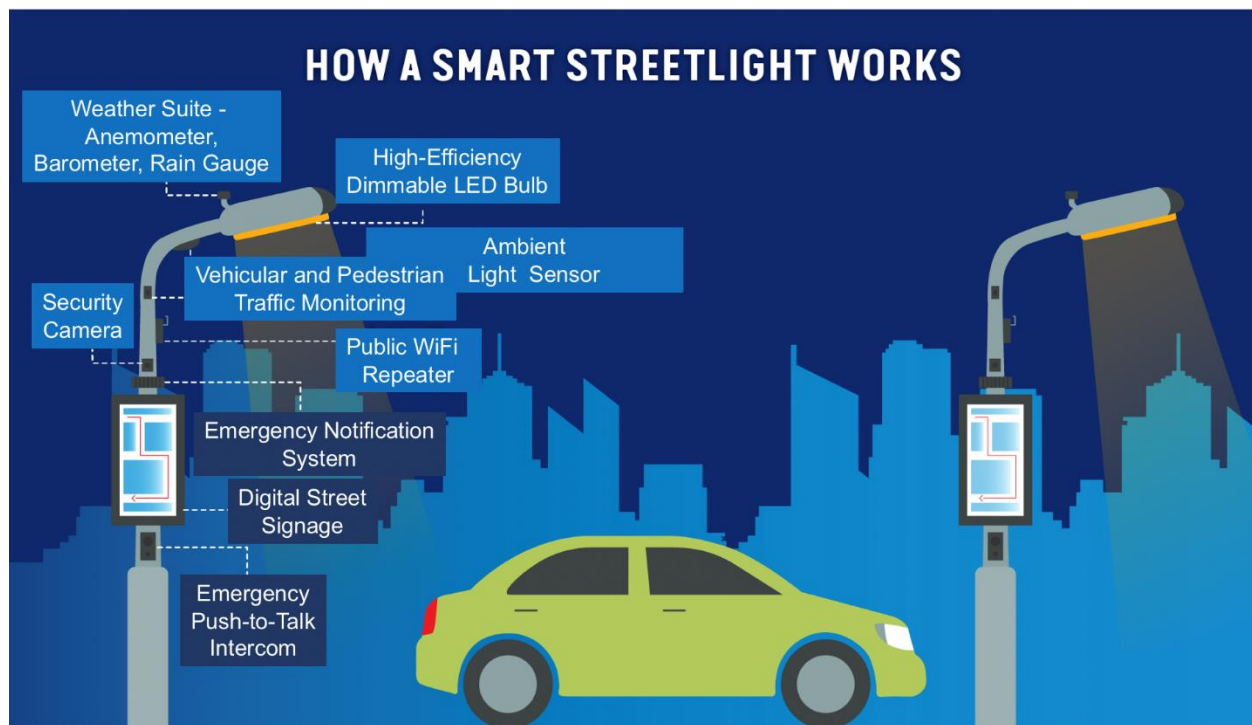 HOW A SMART STREETLIGHT WORKS
Weather Suite -
Anemometer,
Barometer, Rain Gauge
High-Efficiency
Dimmable LED Bulb
Ambient
Light Sensor
Vehicular and Pedestrian
Traffic Monitoring
Security
Camera
Public WiFi
Repeater
Emergency Notification
System
Digital Street
Signage
Emergency
Push-to-Talk
Intercom